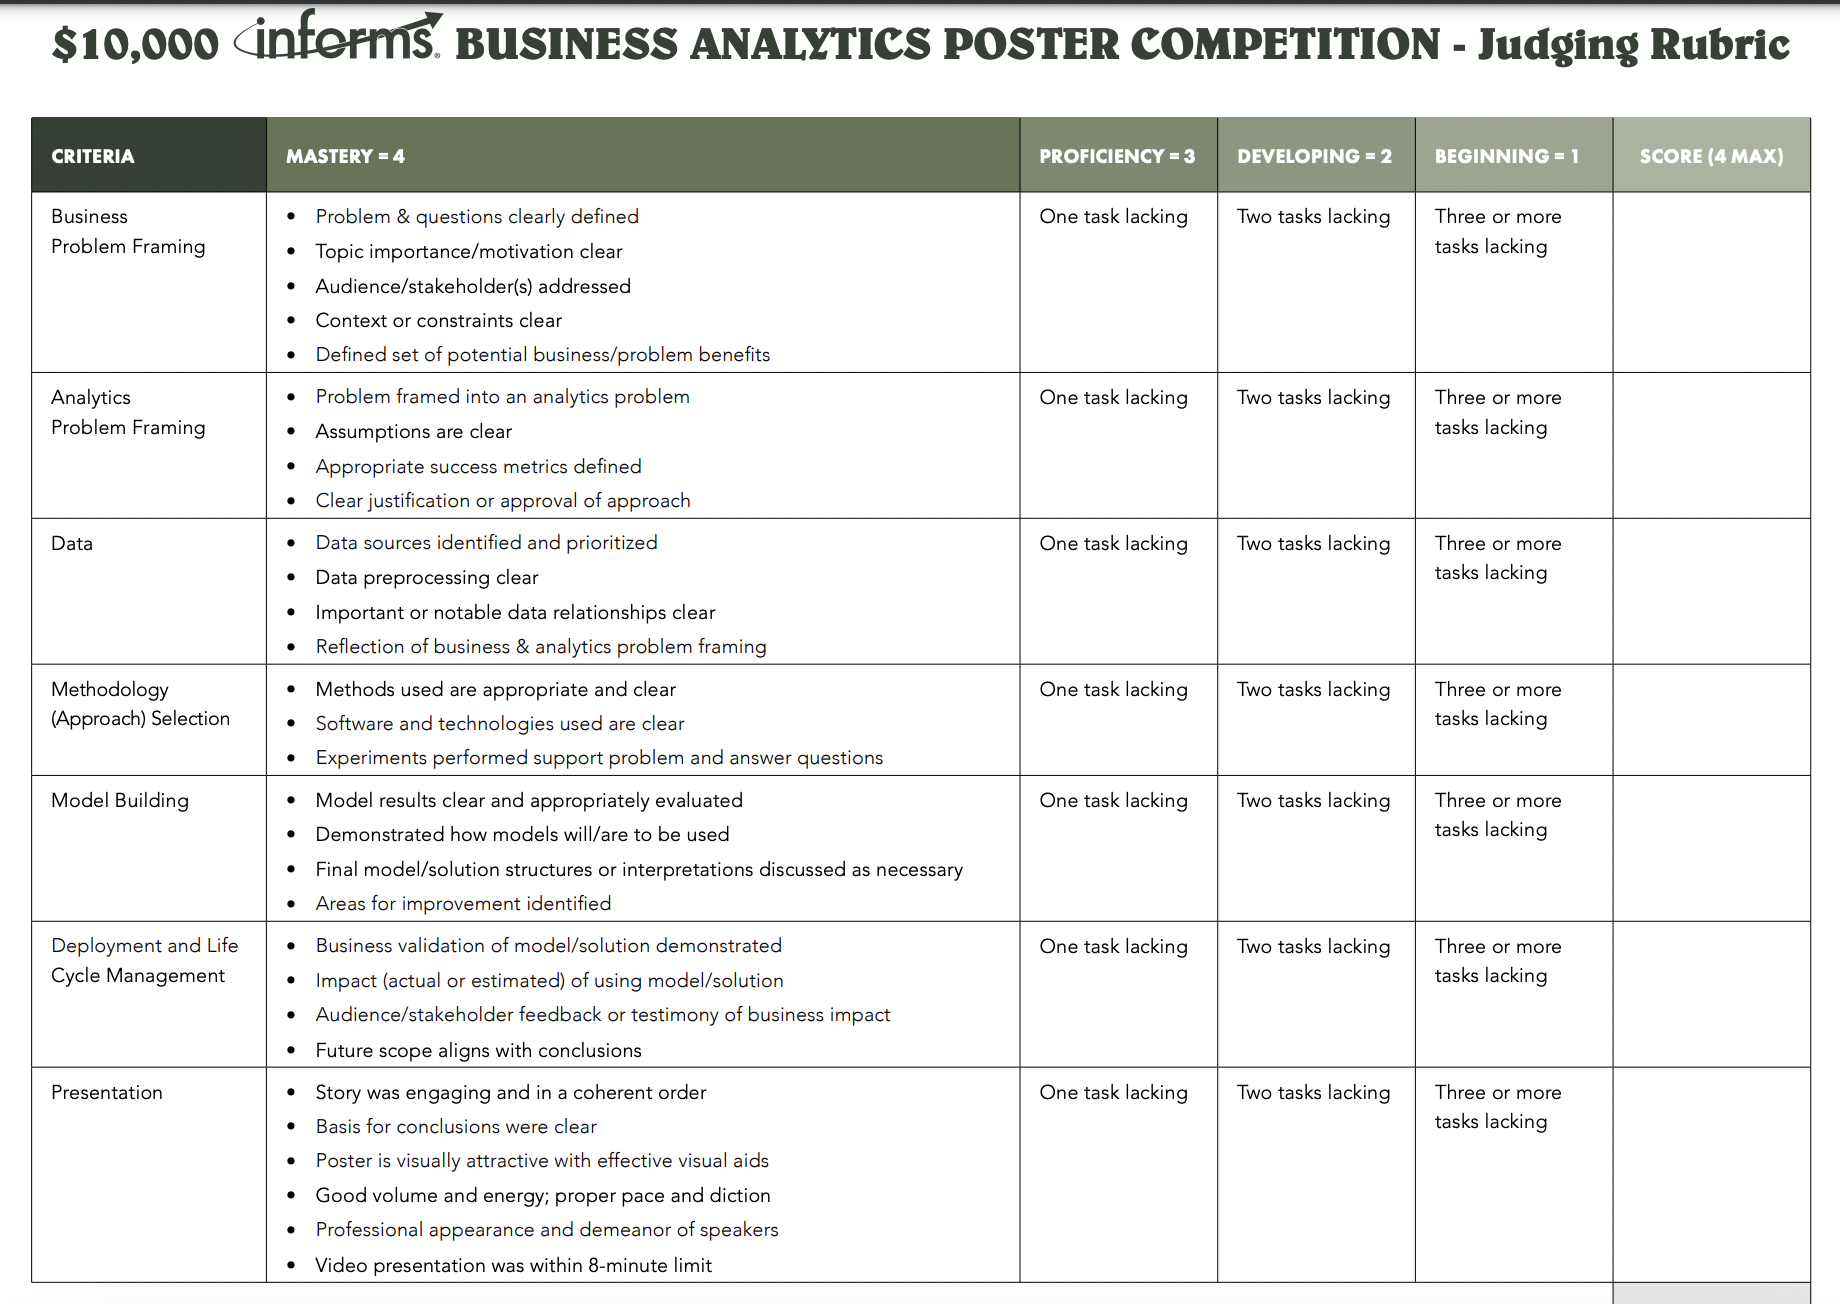 $10,000 informs® BUSINESS ANALYTICS POSTER COMPETITION - Judging Rubric
CRITERIA
MASTERY = 4
PROFICIENCY = 3
DEVELOPING = 2
BEGINNING = 1
SCORE (4 MAX)
Business
Problem Framing
• Problem & questions clearly defined
• Topic importance/motivation clear
• Audience/stakeholder(s) addressed
• Context or constraints clear
• Defined set of potential business/problem benefits
One task lacking
Two tasks lacking
Three or more
tasks lacking
Analytics
Problem Framing
• Problem framed into an analytics problem
• Assumptions are clear
• Appropriate success metrics defined
• Clear justification or approval of approach
One task lacking
Two tasks lacking
Three or more
tasks lacking
Data
• Data sources identified and prioritized
• Data preprocessing clear
• Important or notable data relationships clear
• Reflection of business & analytics problem framing
One task lacking
Two tasks lacking
Three or more
tasks lacking
Methodology
(Approach) Selection
• Methods used are appropriate and clear
• Software and technologies used are clear
• Experiments performed support problem and answer questions
One task lacking
Two tasks lacking
Three or more
tasks lacking
Model Building
• Model results clear and appropriately evaluated
• Demonstrated how models will/are to be used
• Final model/solution structures or interpretations discussed as necessary
• Areas for improvement identified
One task lacking
Two tasks lacking
Three or more
tasks lacking
Deployment and Life
Cycle Management
• Business validation of model/solution demonstrated
• Impact (actual or estimated) of using model/solution
• Audience/stakeholder feedback or testimony of business impact
• Future scope aligns with conclusions
One task lacking
Two tasks lacking
Three or more
tasks lacking
Presentation
• Story was engaging and in a coherent order
• Basis for conclusions were clear
• Poster is visually attractive with effective visual aids
• Good volume and energy; proper pace and diction
• Professional appearance and demeanor of speakers
• Video presentation was within 8-minute limit
One task lacking
Two tasks lacking
Three or more
tasks lacking